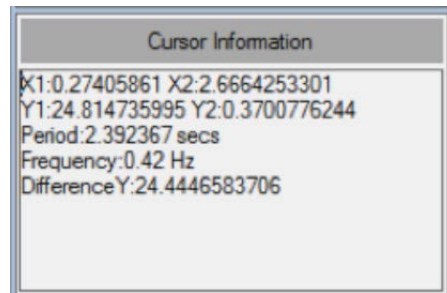 Cursor Information
X1:0.27405861 X2:2.6664253301
Y1:24.814735995 Y2:0.3700776244
Period:2.392367 secs
Frequency:0.42 Hz
DifferenceY:24.4446583706